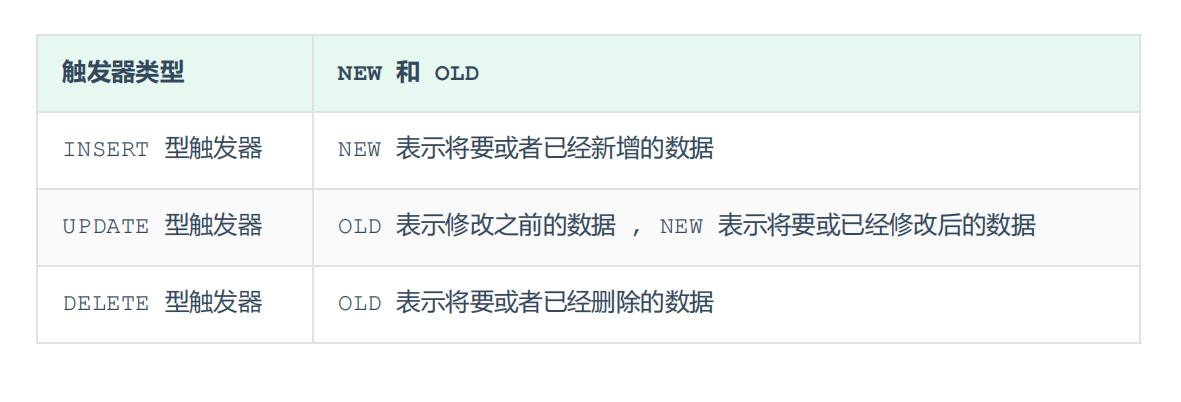 触发器类型 NEW 和 OLD
INSERT 型触发器 NEW 表示将要或者已经新增的数据
UPDATE 型触发器 OLD 表示修改之前的数据 , NEW 表示将要或已经修改后的数据
DELETE 型触发器 OLD 表示将要或者已经删除的数据